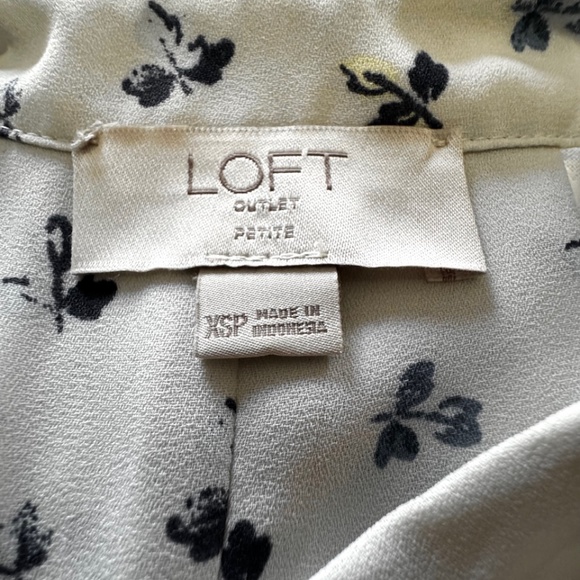 LOFT
OUTLET
PETITE
XSP MADE IN
INDONESIA